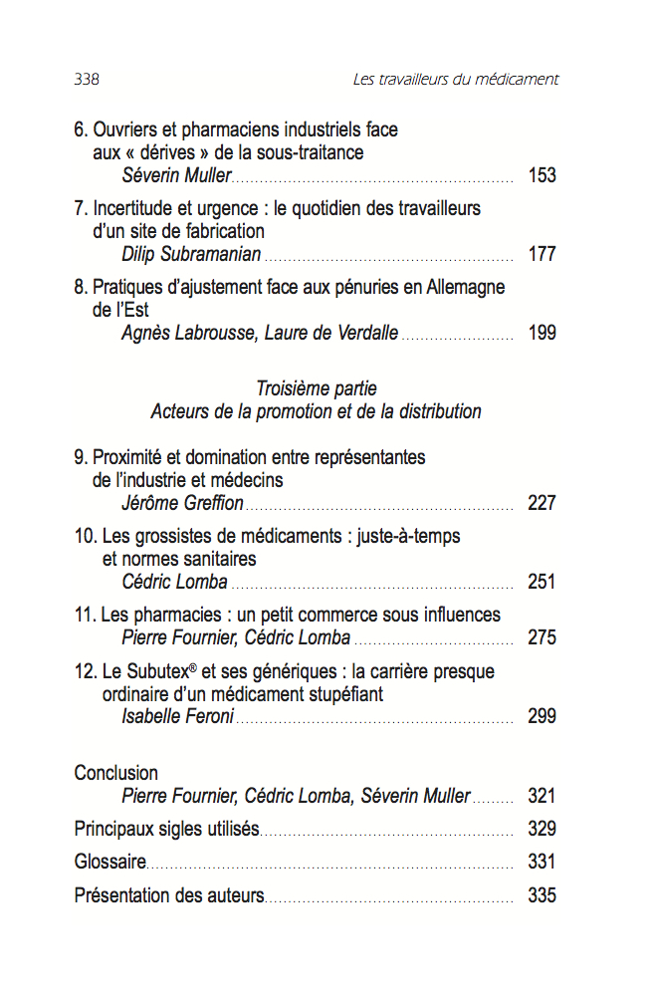 338 Les travailleurs du médicament
6. Ouvriers et pharmaciens industriels face
aux « dérives » de la sous-traitance
Séverin Muller 153
7. Incertitude et urgence : le quotidien des travailleurs
d’un site de fabrication
Dilip Subramanian 177
8. Pratiques d’ajustement face aux pénuries en Allemagne
de l’Est
Agnès Labrousse, Laure de Verdalle 199
Troisième partie
Acteurs de la promotion et de la distribution
9. Proximité et domination entre représentantes
de l’industrie et médecins
Jérôme Greffion 227
10. Les grossistes de médicaments : juste-à-temps
et normes sanitaires
Cédric Lomba 251
11. Les pharmacies : un petit commerce sous influences
Pierre Fournier, Cédric Lomba 275
12. Le Subutex® et ses génériques : la carrière presque
ordinaire d’un médicament stupéfiant
Isabelle Feroni 299
Conclusion
Pierre Fournier, Cédric Lomba, Séverin Muller 321
Principaux sigles utilisés 329
Glossaire 331
Présentation des auteurs 335